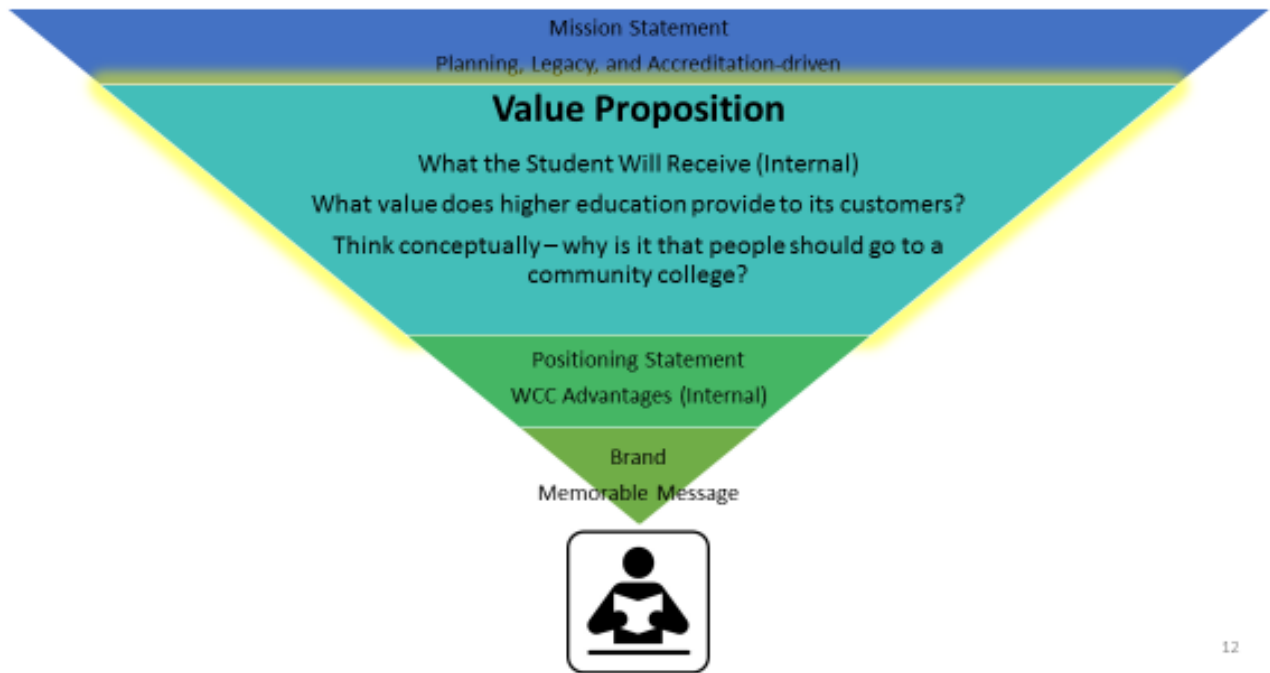 Mission Statement
Planning, Legacy, and Accreditation-driven
Value Proposition
What the Student Will Receive (Internal)
What value does higher education provide to its customers?
Think conceptually – why is it that people should go to a
community college?
Positioning Statement
WCC Advantages (Internal)
Brand
Memorable Message
12